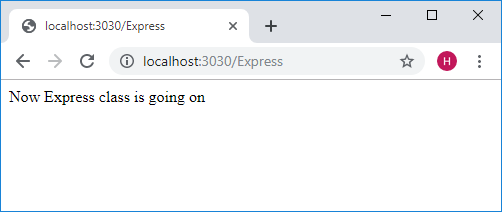 localhost:3030/Express
localhost:3030/Express
H
Now Express class is going on